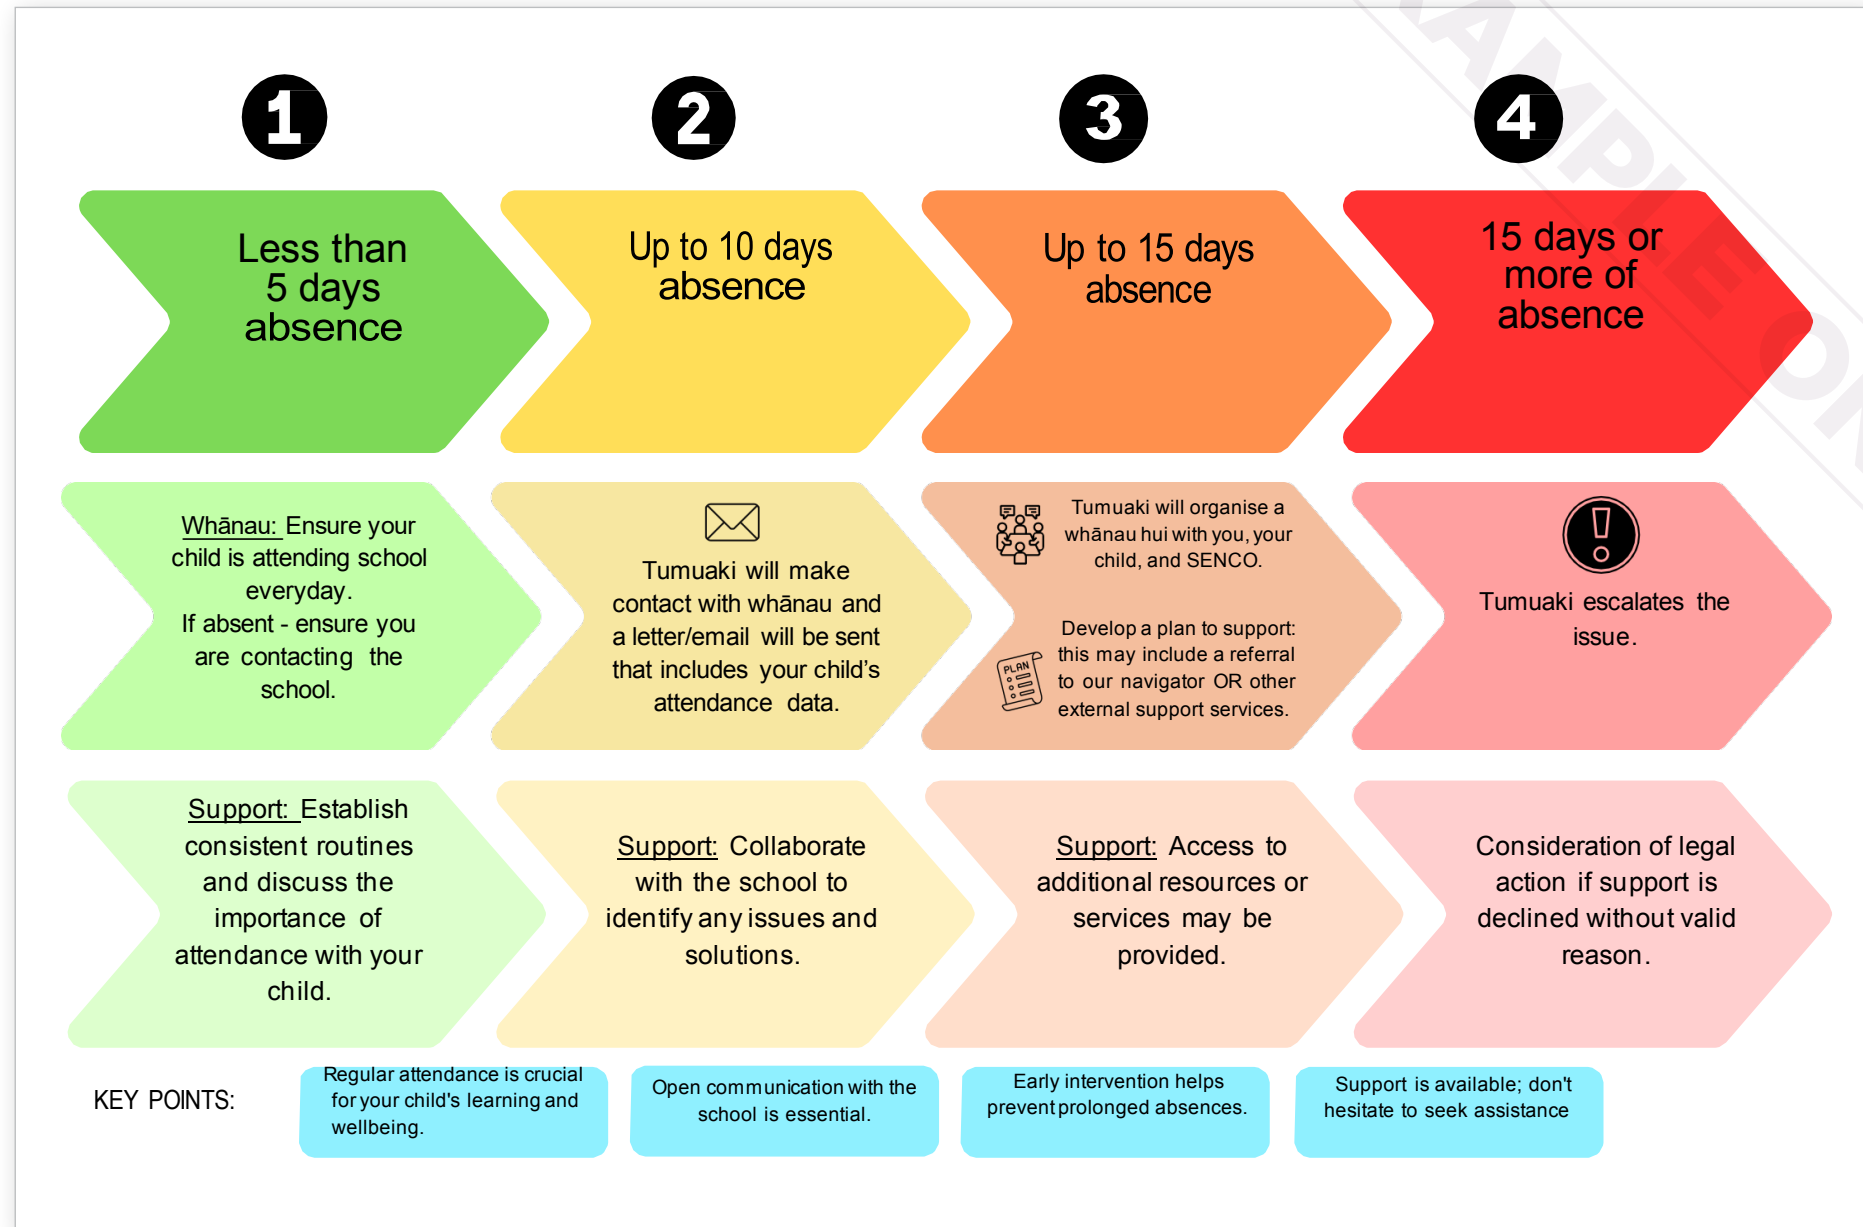 1
2
3
4
Less than
5 days
absence
Up to 10 days
absence
Up to 15 days
absence
15 days or
more of
absence
Whānau: Ensure your
child is attending school
everyday.
If absent - ensure you
are contacting the
school.
Tumuaki will make
contact with whānau and
a letter/email will be sent
that includes your child’s
attendance data.
Tumuaki will organise a
whānau hui with you, your
child, and SENCO.
PLAN
Develop a plan to support:
this may include a referral
to our navigator OR other
external support services.
Tumuaki escalates the
issue.
Support: Establish
consistent routines
and discuss the
importance of
attendance with your
child.
Support: Collaborate
with the school to
identify any issues and
solutions.
Support: Access to
additional resources or
services may be
provided.
Consideration of legal
action if support is
declined without valid
reason.
KEY POINTS:
Regular attendance is crucial
for your child's learning and
wellbeing.
Open communication with the
school is essential.
Early intervention helps
prevent prolonged absences.
Support is available; don't
hesitate to seek assistance